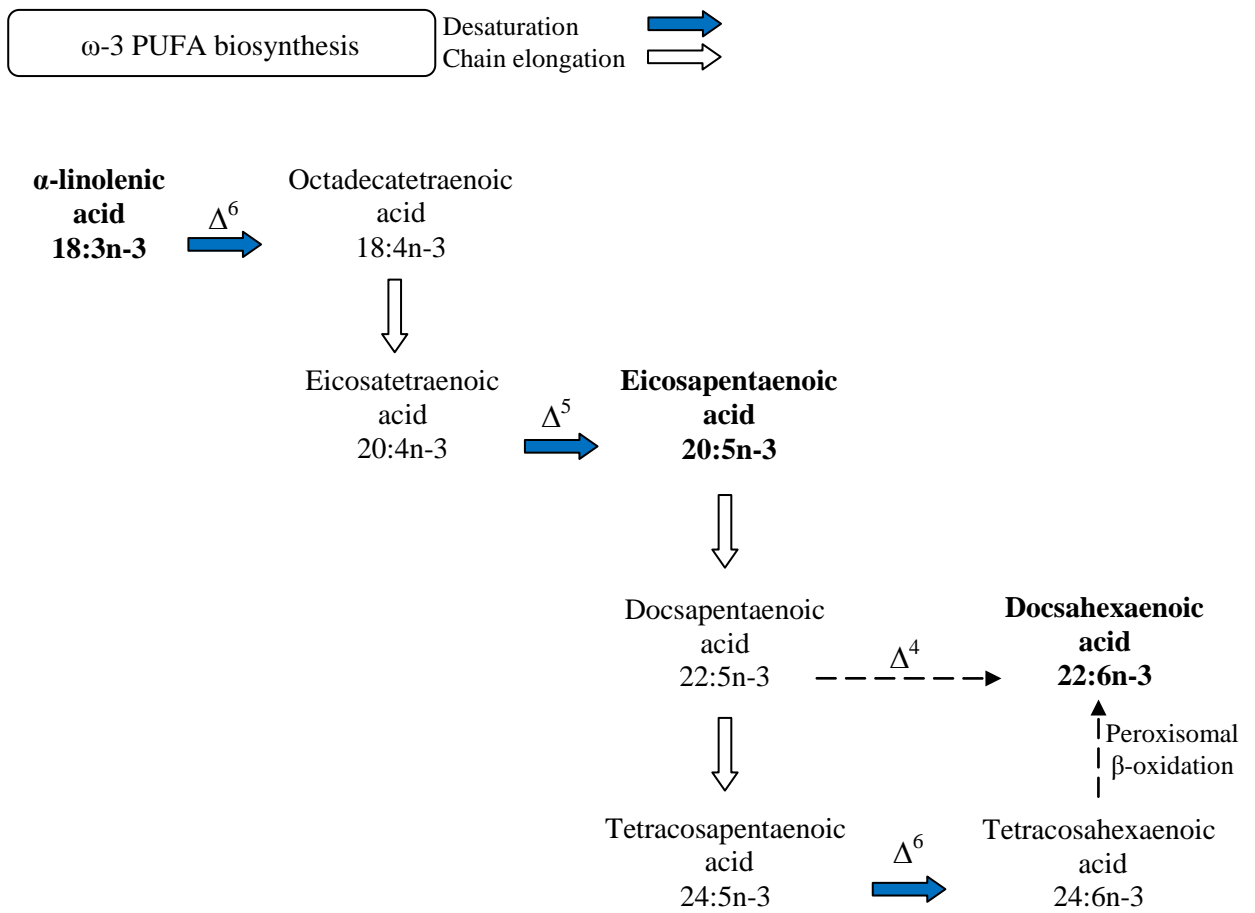 ω-3 PUFA biosynthesis
Desaturation
Chain elongation
α-linolenic
acid
18:3n-3
Δ⁶
Octadecatetraenoic
acid
18:4n-3
Eicosatetraenoic
acid
20:4n-3
Δ⁵
Eicosapentaenoic
acid
20:5n-3
Docsapentaenoic
acid
22:5n-3
Δ⁴
Docsahexaenoic
acid
22:6n-3
Peroxisomal
β-oxidation
Tetracosapentaenoic
acid
24:5n-3
Δ⁶
Tetracosahexaenoic
acid
24:6n-3